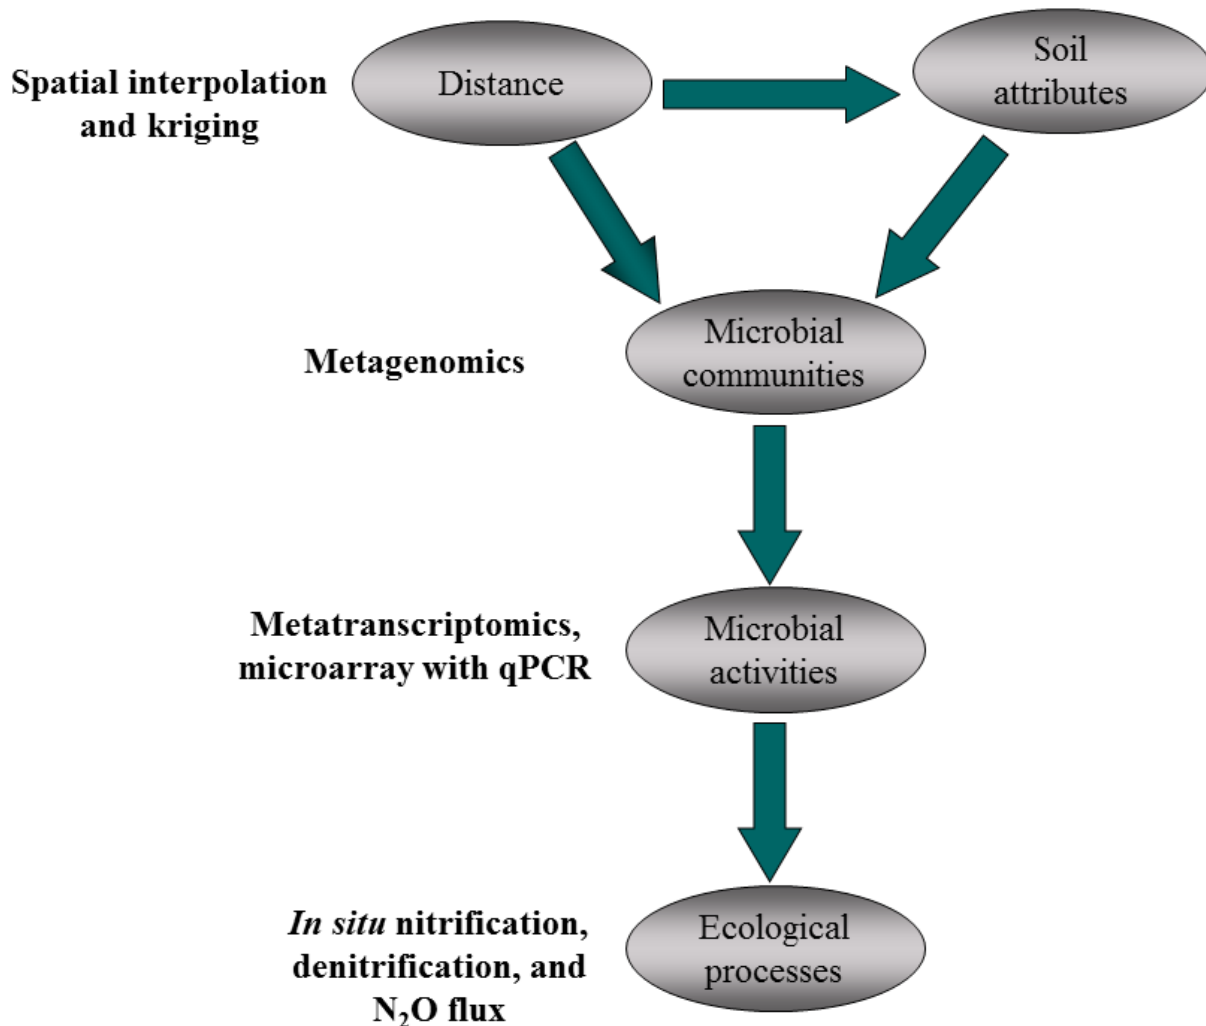 Spatial interpolation
and kriging
Distance
Soil
attributes
Metagenomics
Microbial
communities
Metatranscriptomics,
microarray with qPCR
Microbial
activities
In situ nitrification,
denitrification, and
N₂O flux
Ecological
processes